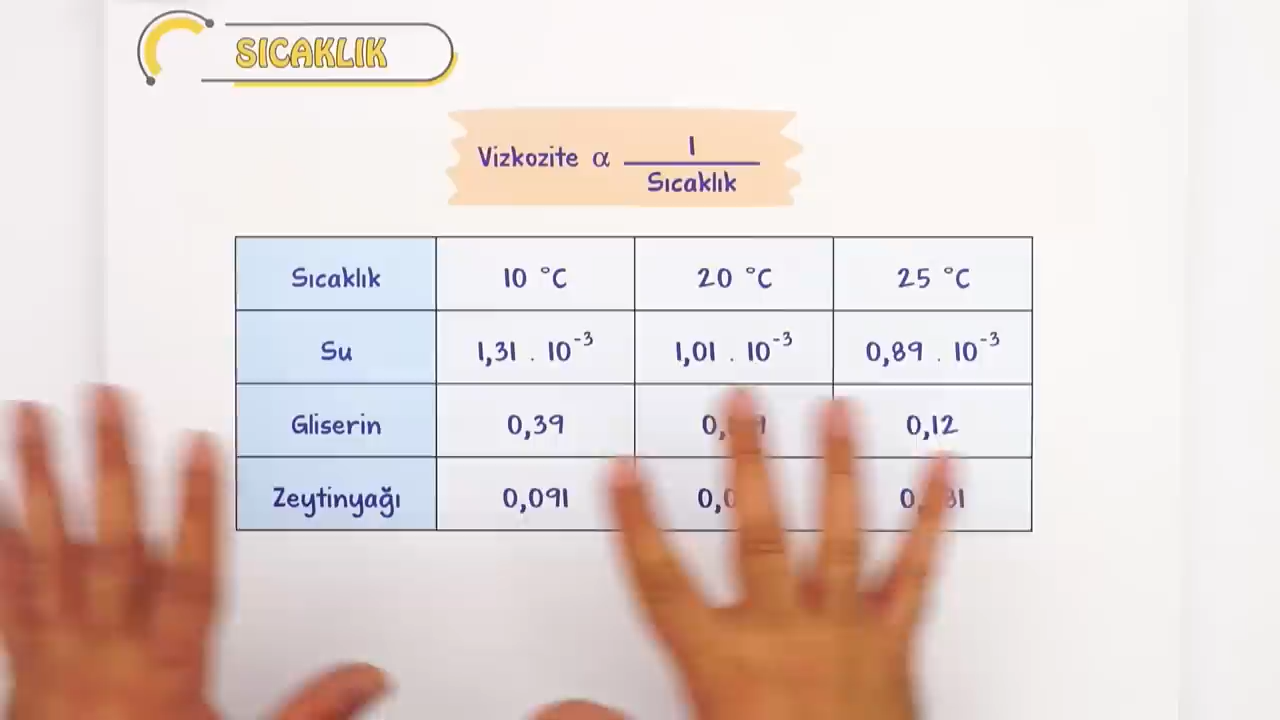 SICAKLIK
Vizkozite α 1
Sıcaklık
Sıcaklık 10 °C 20 °C 25 °C
Su 1,31 . 10⁻³ 1,01 . 10⁻³ 0,89 . 10⁻³
Gliserin 0,39 0,12
Zeytinyağı 0,091